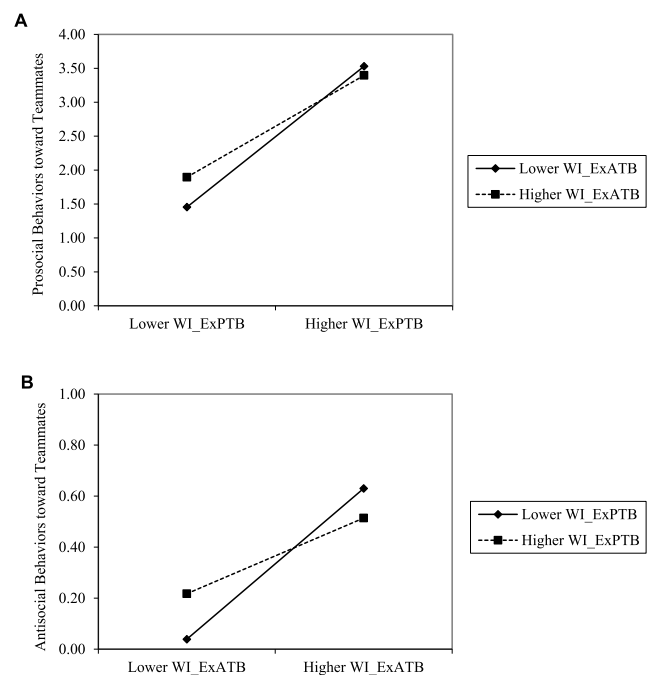 A
Prosocial Behaviors toward Teammates
4.00
3.50
3.00
2.50
2.00
1.50
1.00
0.50
0.00
Lower WI_ExPTB
Higher WI_ExPTB
Lower WI_ExATB
Higher WI_ExATB
B
Antisocial Behaviors toward Teammates
1.00
0.80
0.60
0.40
0.20
0.00
Lower WI_ExATB
Higher WI_ExATB
Lower WI_ExPTB
Higher WI_ExPTB